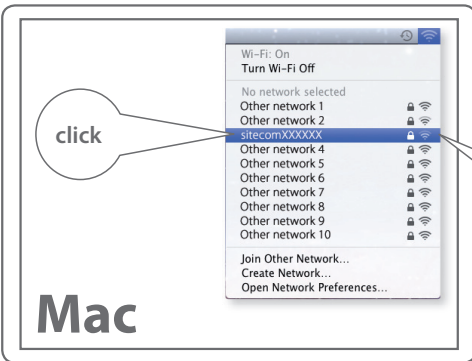 Wi-Fi: On
Turn Wi-Fi Off
No network selected
Other network 1
Other network 2
sitecomXXXXXX
Other network 4
Other network 5
Other network 6
Other network 7
Other network 8
Other network 9
Other network 10
Join Other Network...
Create Network...
Open Network Preferences...
click
Mac